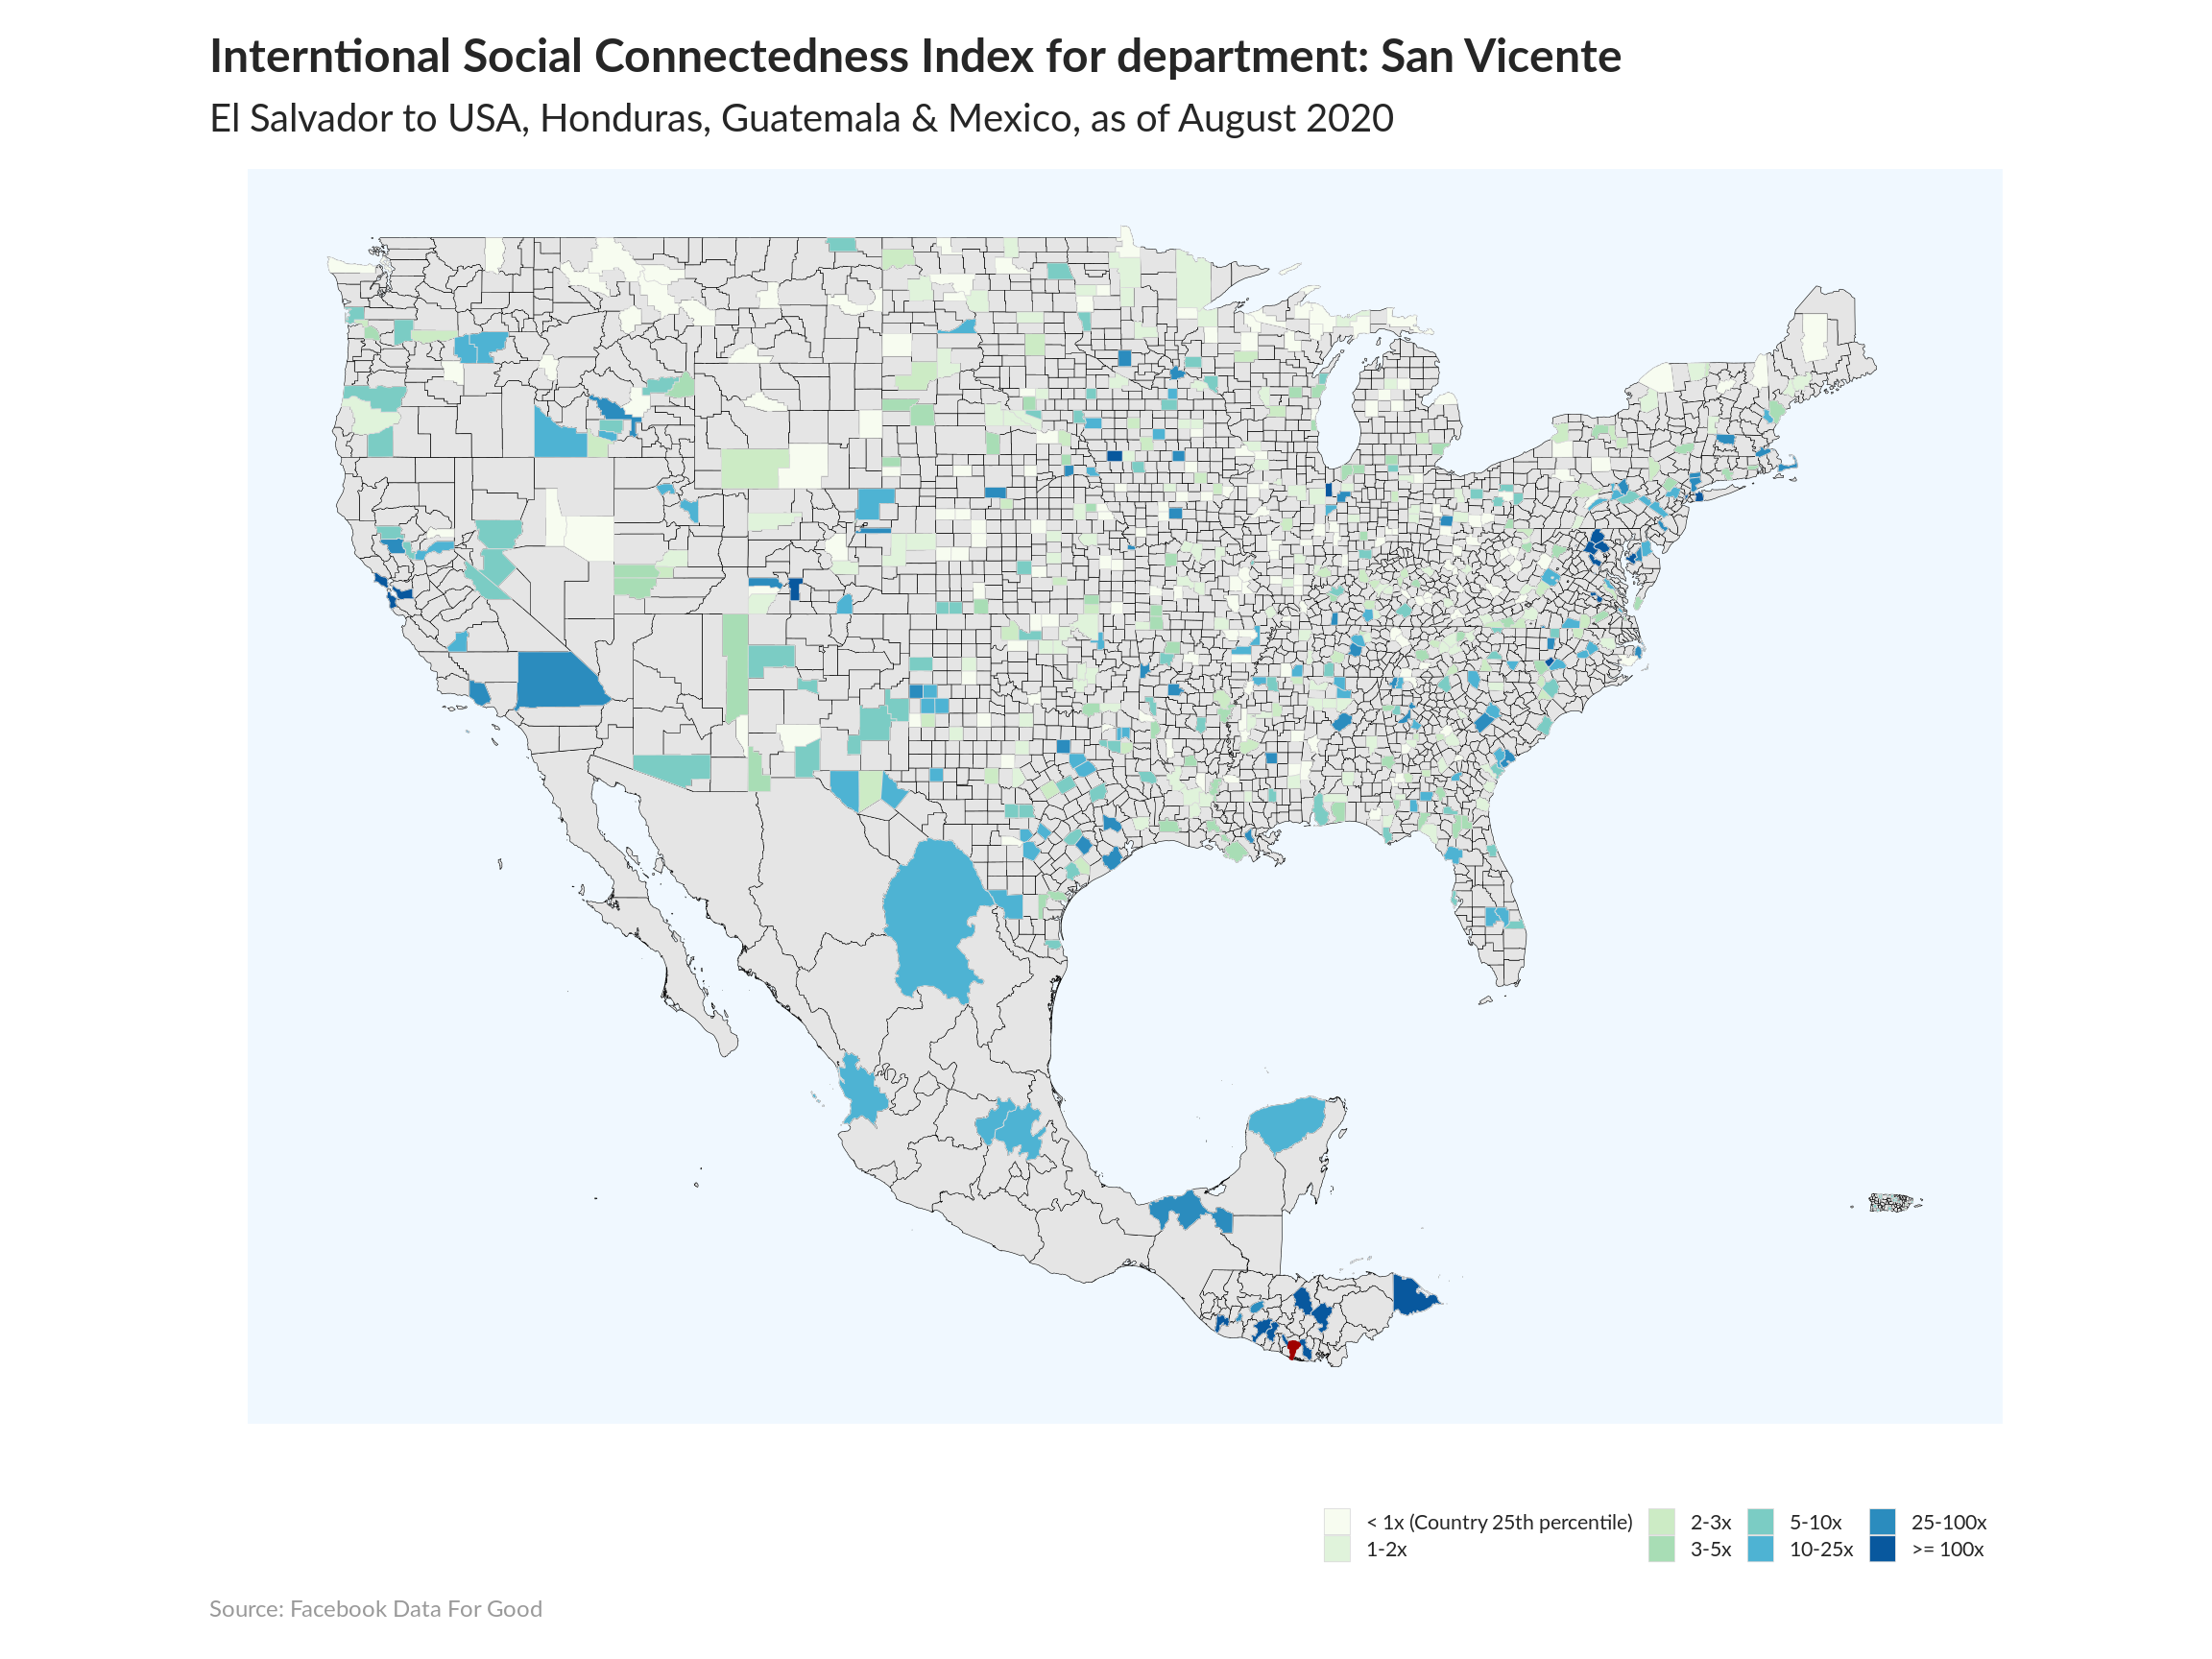 Interntional Social Connectedness Index for department: San Vicente
El Salvador to USA, Honduras, Guatemala & Mexico, as of August 2020
< 1x (Country 25th percentile)
1-2x
2-3x
3-5x
5-10x
10-25x
25-100x
>= 100x
Source: Facebook Data For Good